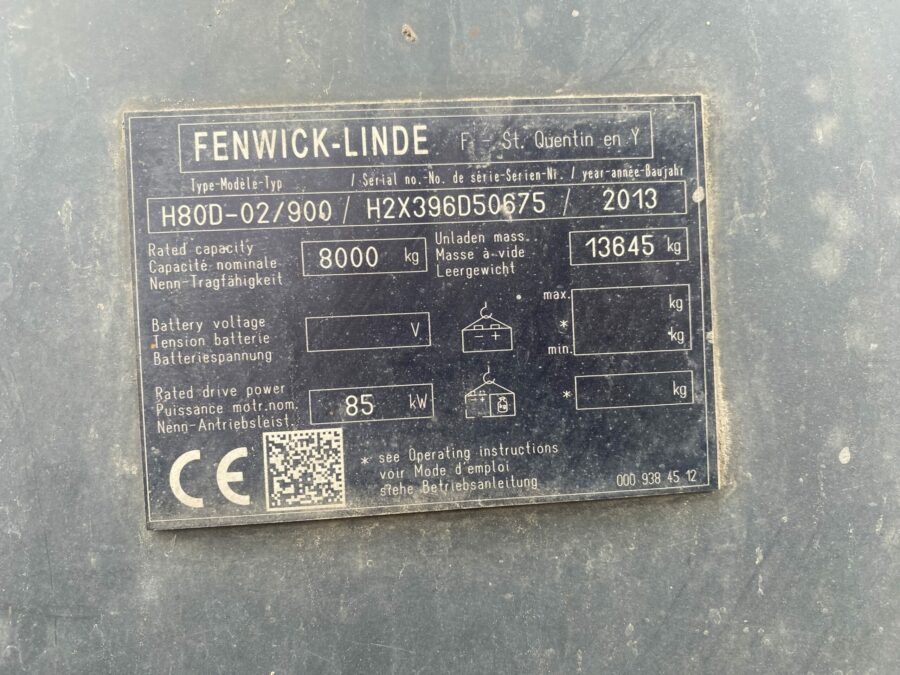 FENWICK-LINDE F - St. Quentin en Y
Type-Modèle-Typ / Serial no.-No. de série-Serien-Nr. / year-année-Baujahr
H80D-02/900 / H2X396D50675 / 2013
Rated capacity
Capacité nominale
Nenn-Tragfähigkeit
8000 kg
Unladen mass
Masse à vide
Leergewicht
13645 kg
Battery voltage
Tension batterie
Batteriespannung
V
- +
max. kg
*
min. kg
Rated drive power
Puissance motr.nom.
Nenn-Antriebsleist.
85 kW
- +
kg
* kg
CE
* see Operating instructions
voir Mode d'emploi
siehe Betriebsanleitung
000 938 45 12